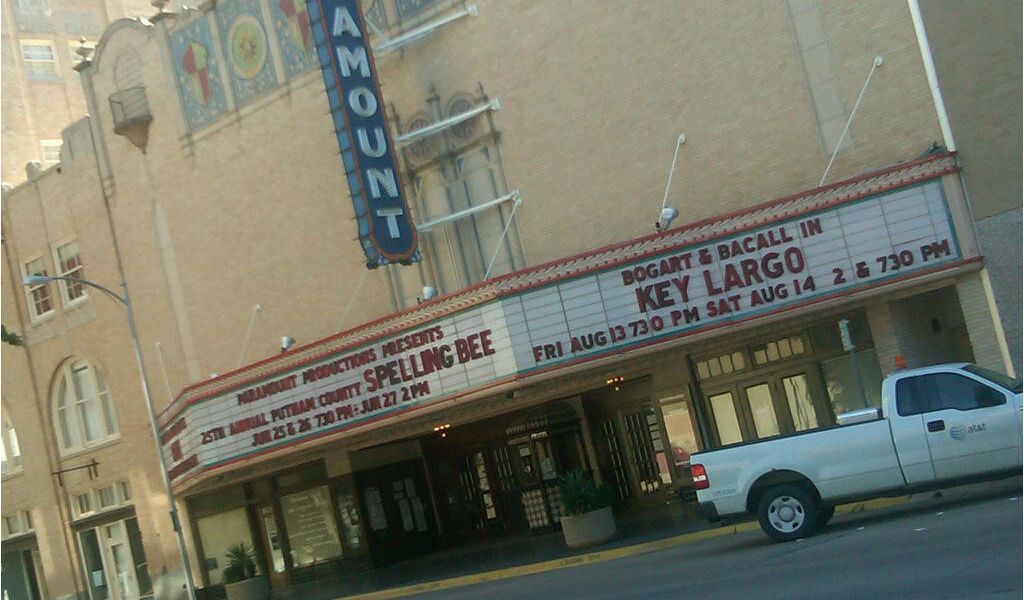 AMOUNT
PARAMOUNT PRODUCTIONS PRESENTS
25TH ANNUAL PUTNAM COUNTY SPELLING BEE
JUN 25 & 26 730 PM - JUN 27 2 PM
BOGART & BACALL IN
KEY LARGO
FRI AUG 13 730 PM SAT AUG 14 2 & 730 PM
at&t